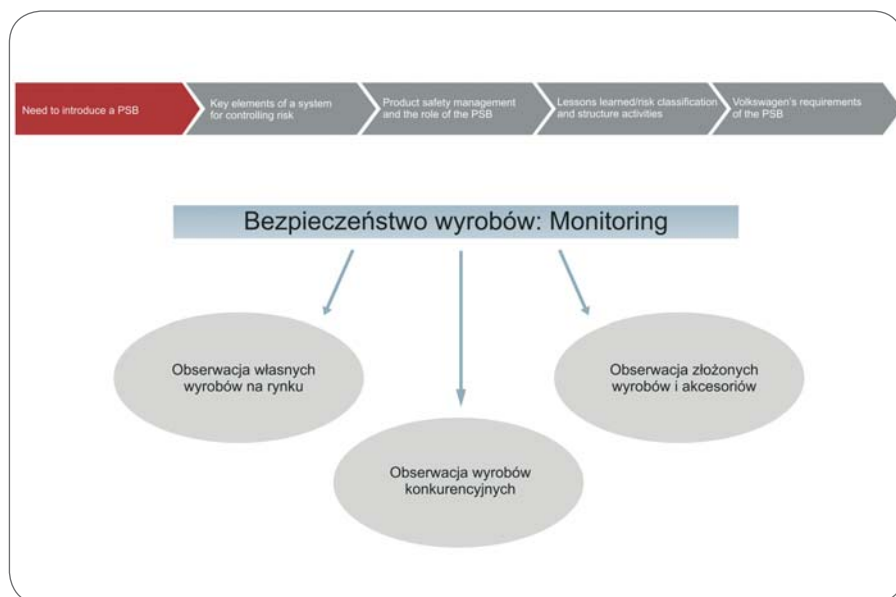 Need to introduce a PSB
Key elements of a system
for controlling risk
Product safety management
and the role of the PSB
Lessons learned/risk classification
and structure activities
Volkswagen's requirements
of the PSB
Bezpieczeństwo wyrobów: Monitoring
Obserwacja własnych
wyrobów na rynku
Obserwacja złożonych
wyrobów i akcesoriów
Obserwacja wyrobów
konkurencyjnych